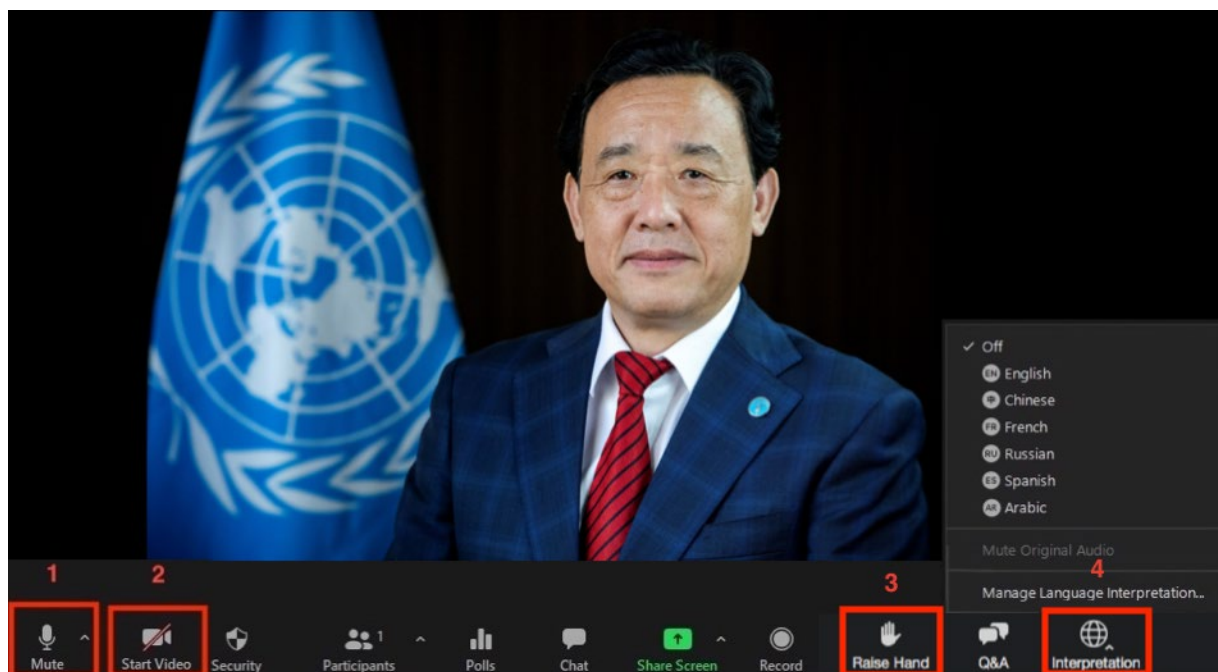 Off
EN English
中 Chinese
FR French
RU Russian
ES Spanish
AR Arabic
Mute Original Audio
Manage Language Interpretation...
1
2
3
4
Mute
Start Video
Security
Participants
1
Polls
Chat
Share Screen
Record
Raise Hand
Q&A
Interpretation